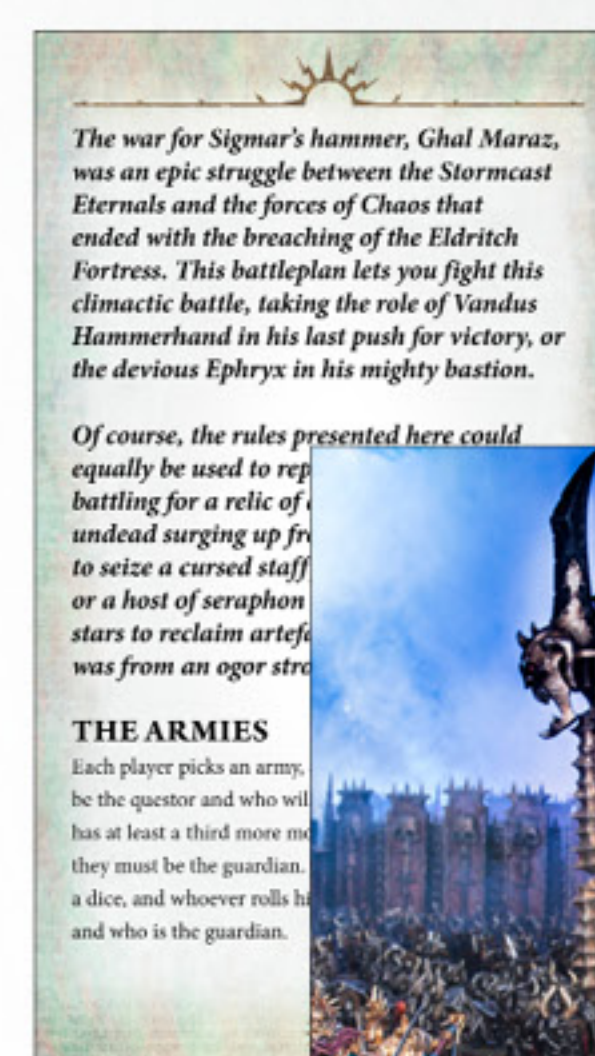 The war for Sigmar's hammer, Ghal Maraz,
was an epic struggle between the Stormcast
Eternals and the forces of Chaos that
ended with the breaching of the Eldritch
Fortress. This battleplan lets you fight this
climactic battle, taking the role of Vandus
Hammerhand in his last push for victory, or
the devious Ephryx in his mighty bastion.
Of course, the rules presented here could
equally be used to rep
battling for a relic of
undead surging up fr
to seize a cursed staff
or a host of seraphon
stars to reclaim artef
was from an ogor stro
THE ARMIES
Each player picks an army,
be the questor and who wil
has at least a third more mo
they must be the guardian.
a dice, and whoever rolls hi
and who is the guardian.